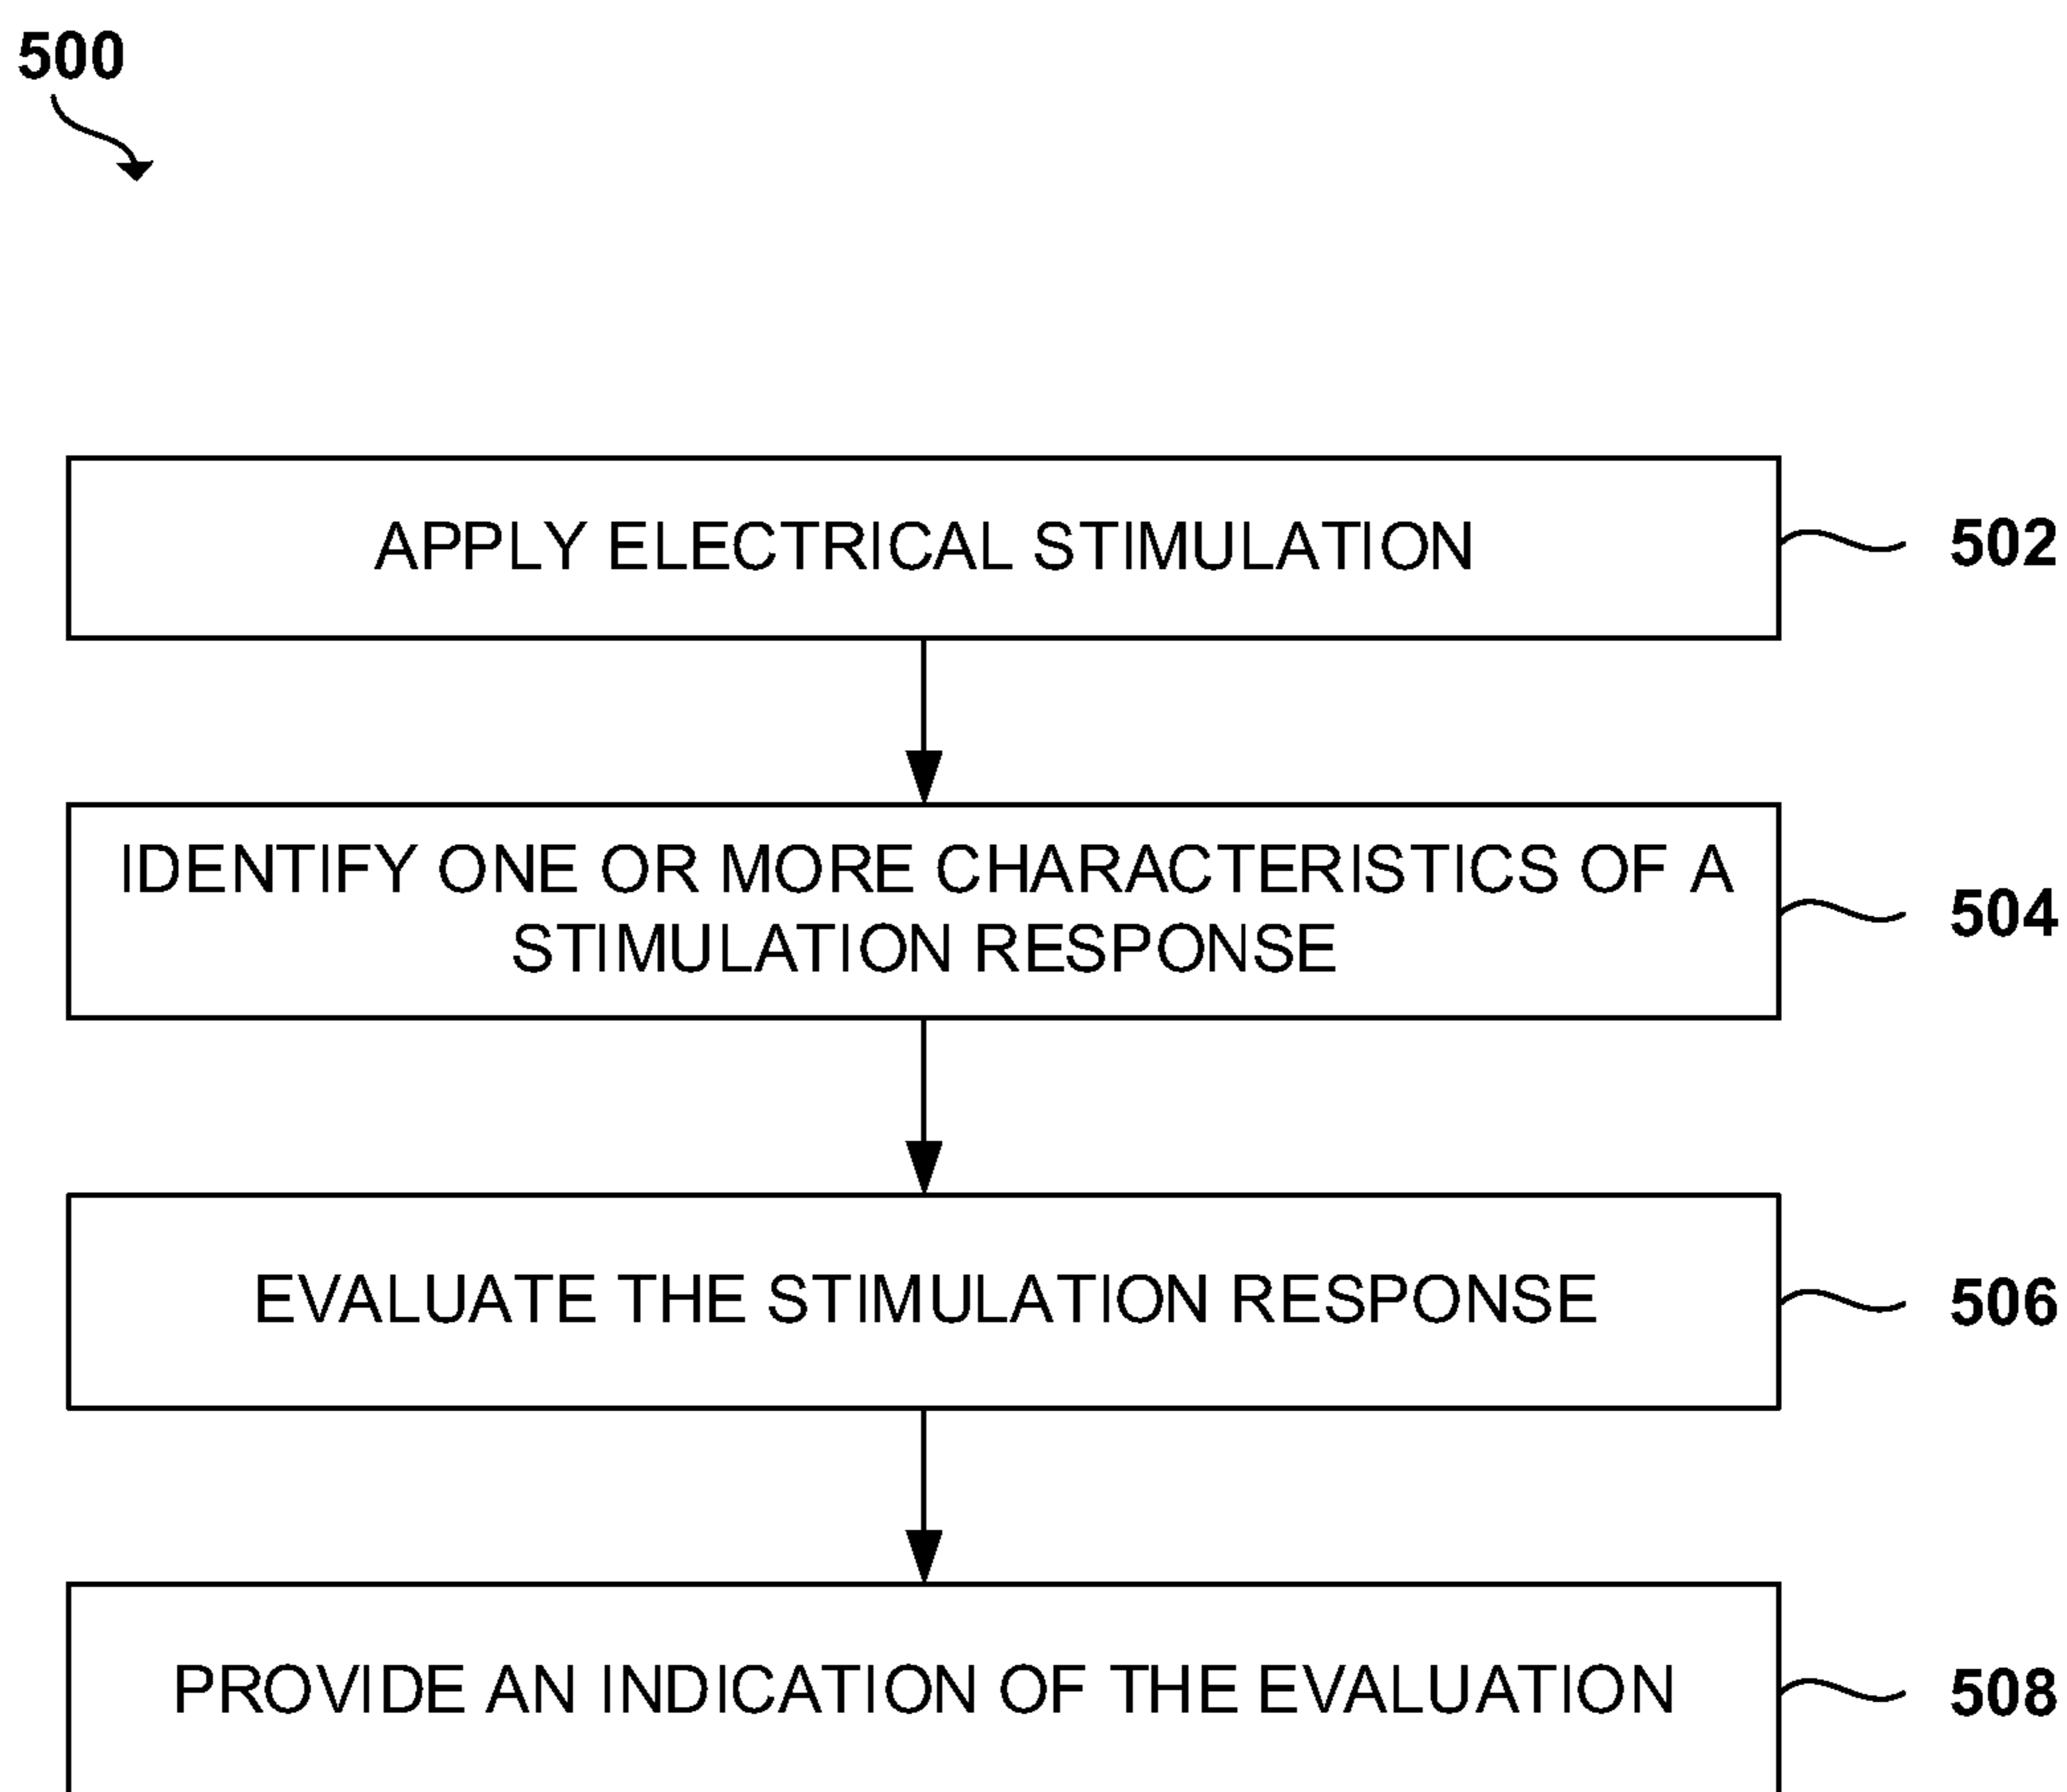 500
APPLY ELECTRICAL STIMULATION
502
IDENTIFY ONE OR MORE CHARACTERISTICS OF A
STIMULATION RESPONSE
504
EVALUATE THE STIMULATION RESPONSE
506
PROVIDE AN INDICATION OF THE EVALUATION
508